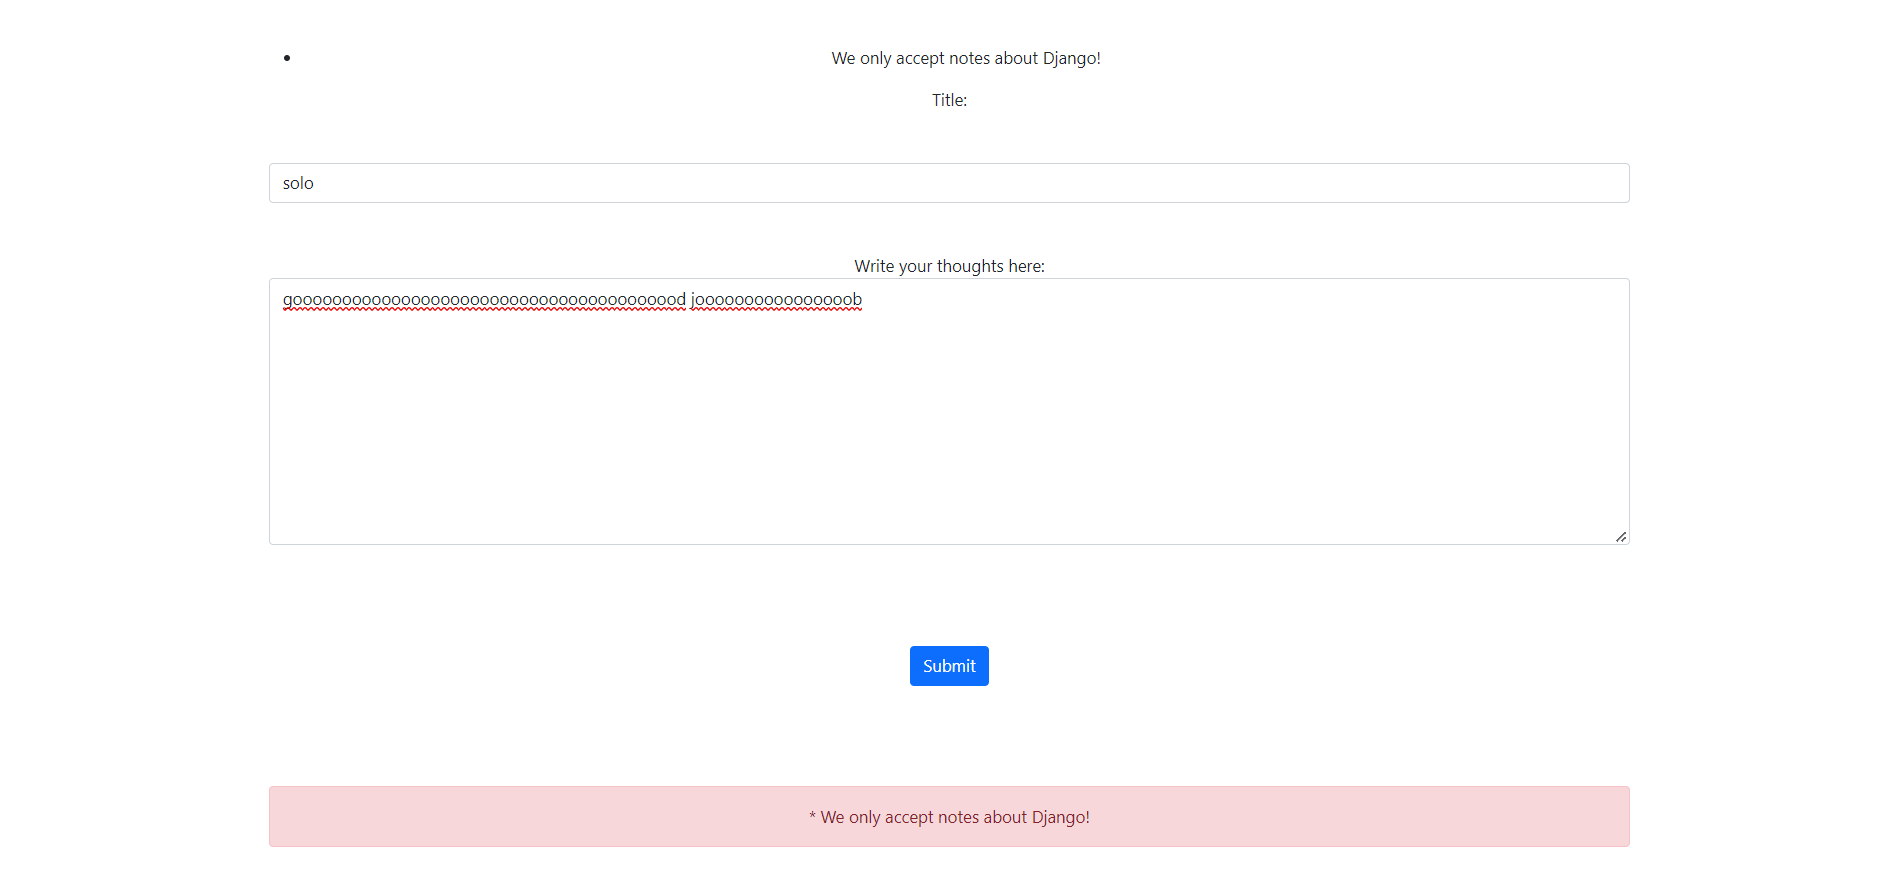 We only accept notes about Django!
Title:
solo
Write your thoughts here:
goooooooooooooooooooooooooooooooooooooood joooooooooooooooob
Submit
* We only accept notes about Django!